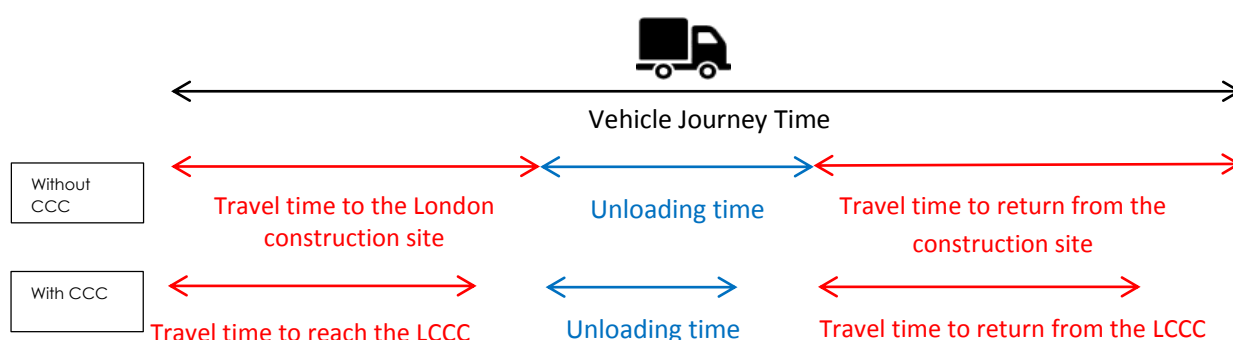 Vehicle Journey Time
Without
CCC
Travel time to the London
construction site
Unloading time
Travel time to return from the
construction site
With CCC
Travel time to reach the LCCC
Unloading time
Travel time to return from the LCCC